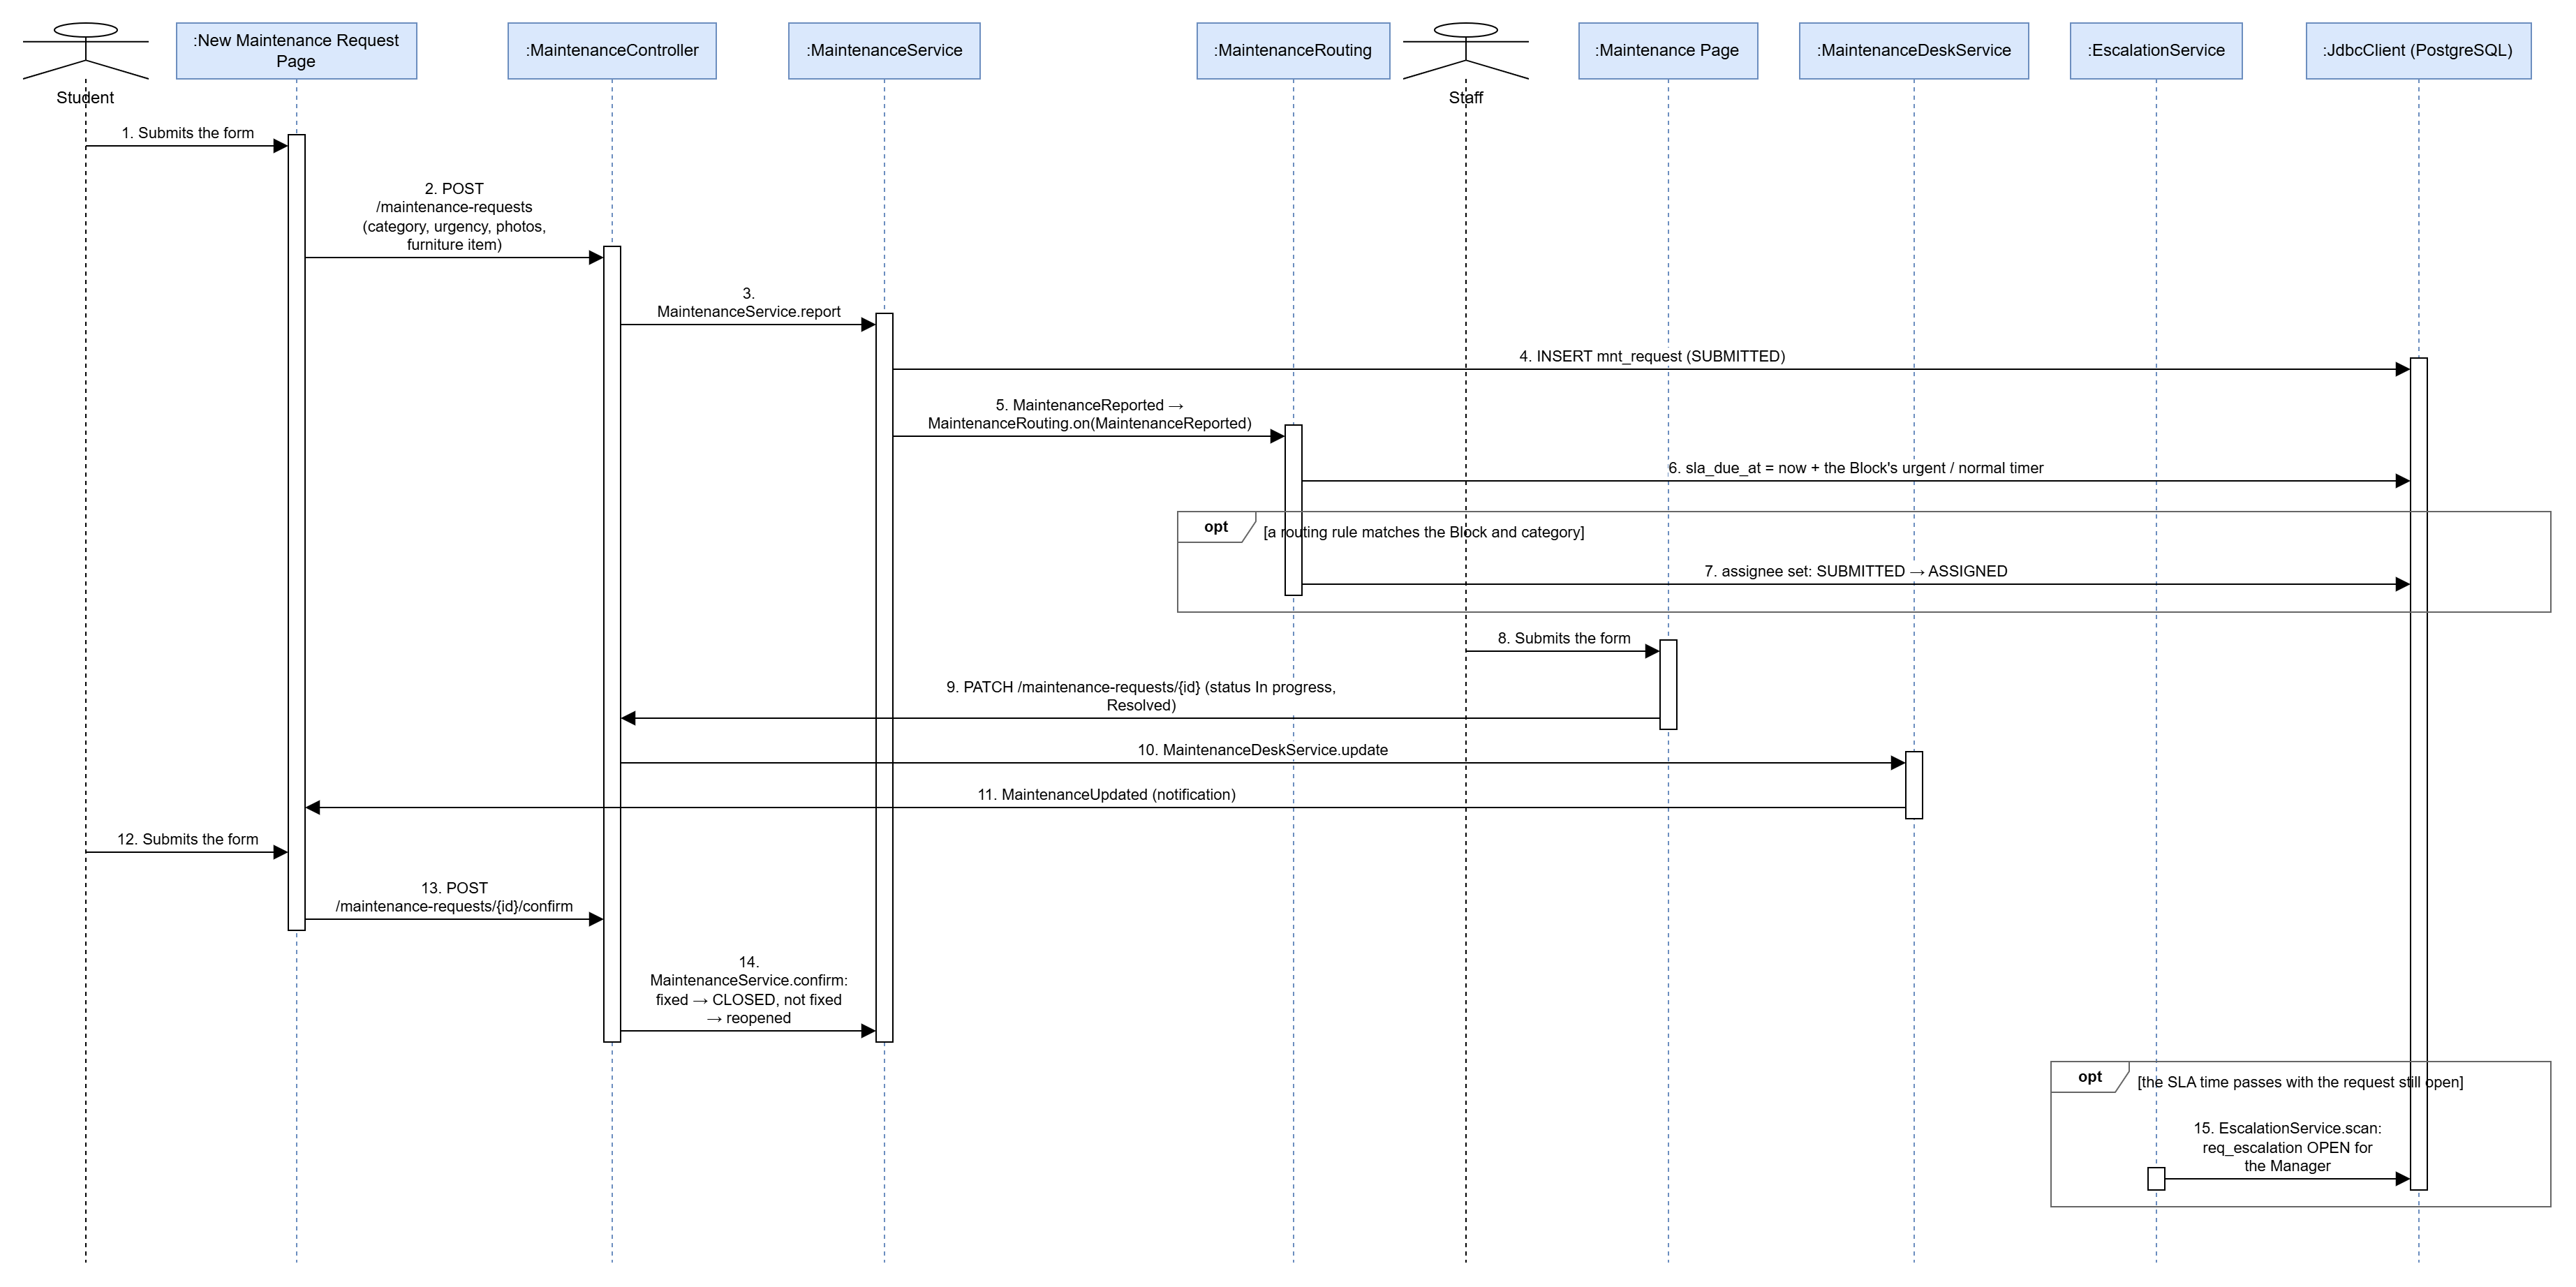 :New Maintenance Request
Page
:MaintenanceController
:MaintenanceService
:MaintenanceRouting
:Maintenance Page
:MaintenanceDeskService
:EscalationService
:JdbcClient (PostgreSQL)
Student
Staff
1. Submits the form
2. POST
/maintenance-requests
(category, urgency, photos,
furniture item)
3.
MaintenanceService.report
4. INSERT mnt_request (SUBMITTED)
5. MaintenanceReported →
MaintenanceRouting.on(MaintenanceReported)
6. sla_due_at = now + the Block's urgent / normal timer
opt
[a routing rule matches the Block and category]
7. assignee set: SUBMITTED → ASSIGNED
8. Submits the form
9. PATCH /maintenance-requests/{id} (status In progress,
Resolved)
10. MaintenanceDeskService.update
11. MaintenanceUpdated (notification)
12. Submits the form
13. POST
/maintenance-requests/{id}/confirm
14.
MaintenanceService.confirm:
fixed → CLOSED, not fixed
→ reopened
opt
[the SLA time passes with the request still open]
15. EscalationService.scan:
req_escalation OPEN for
the Manager